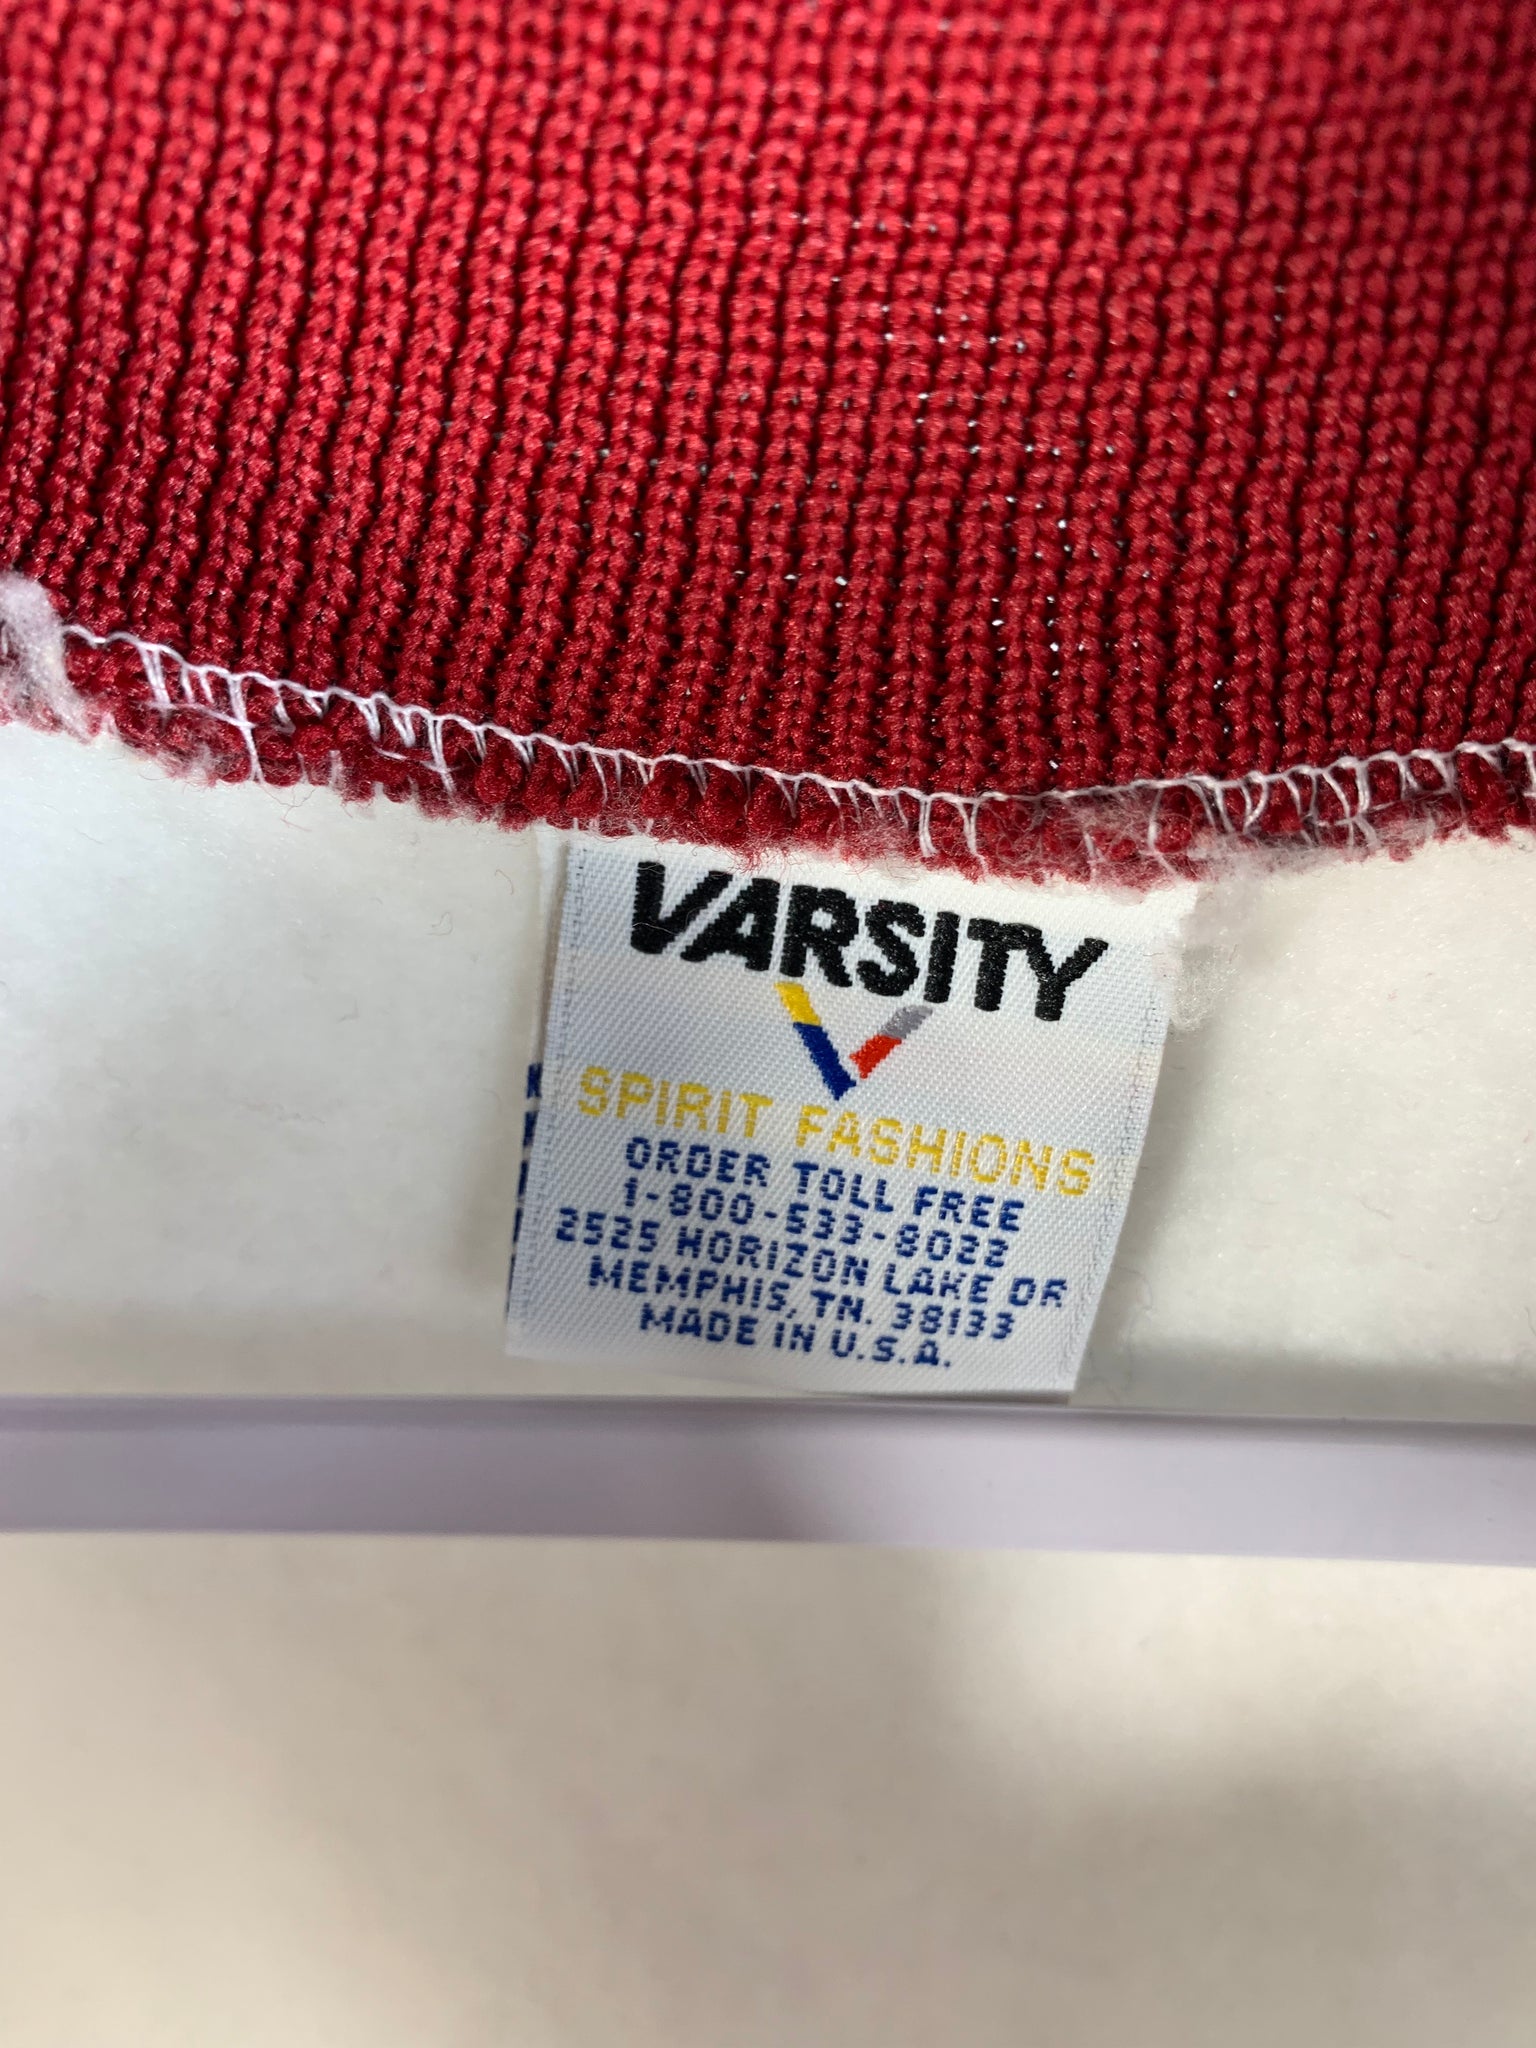 VARSITY
SPIRIT FASHIONS
ORDER TOLL FREE
1-800-533-8022
2525 HORIZON LAKE DR
MEMPHIS, TN. 38133
MADE IN U.S.A.